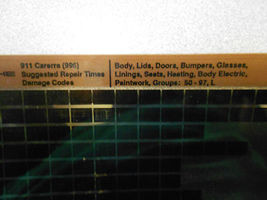 911 Carerra (996)
Suggested Repair Times
Damage Codes
Body, Lids, Doors, Bumpers, Glasses,
Linings, Seats, Heating, Body Electric,
Paintwork, Groups: 50 - 97, L